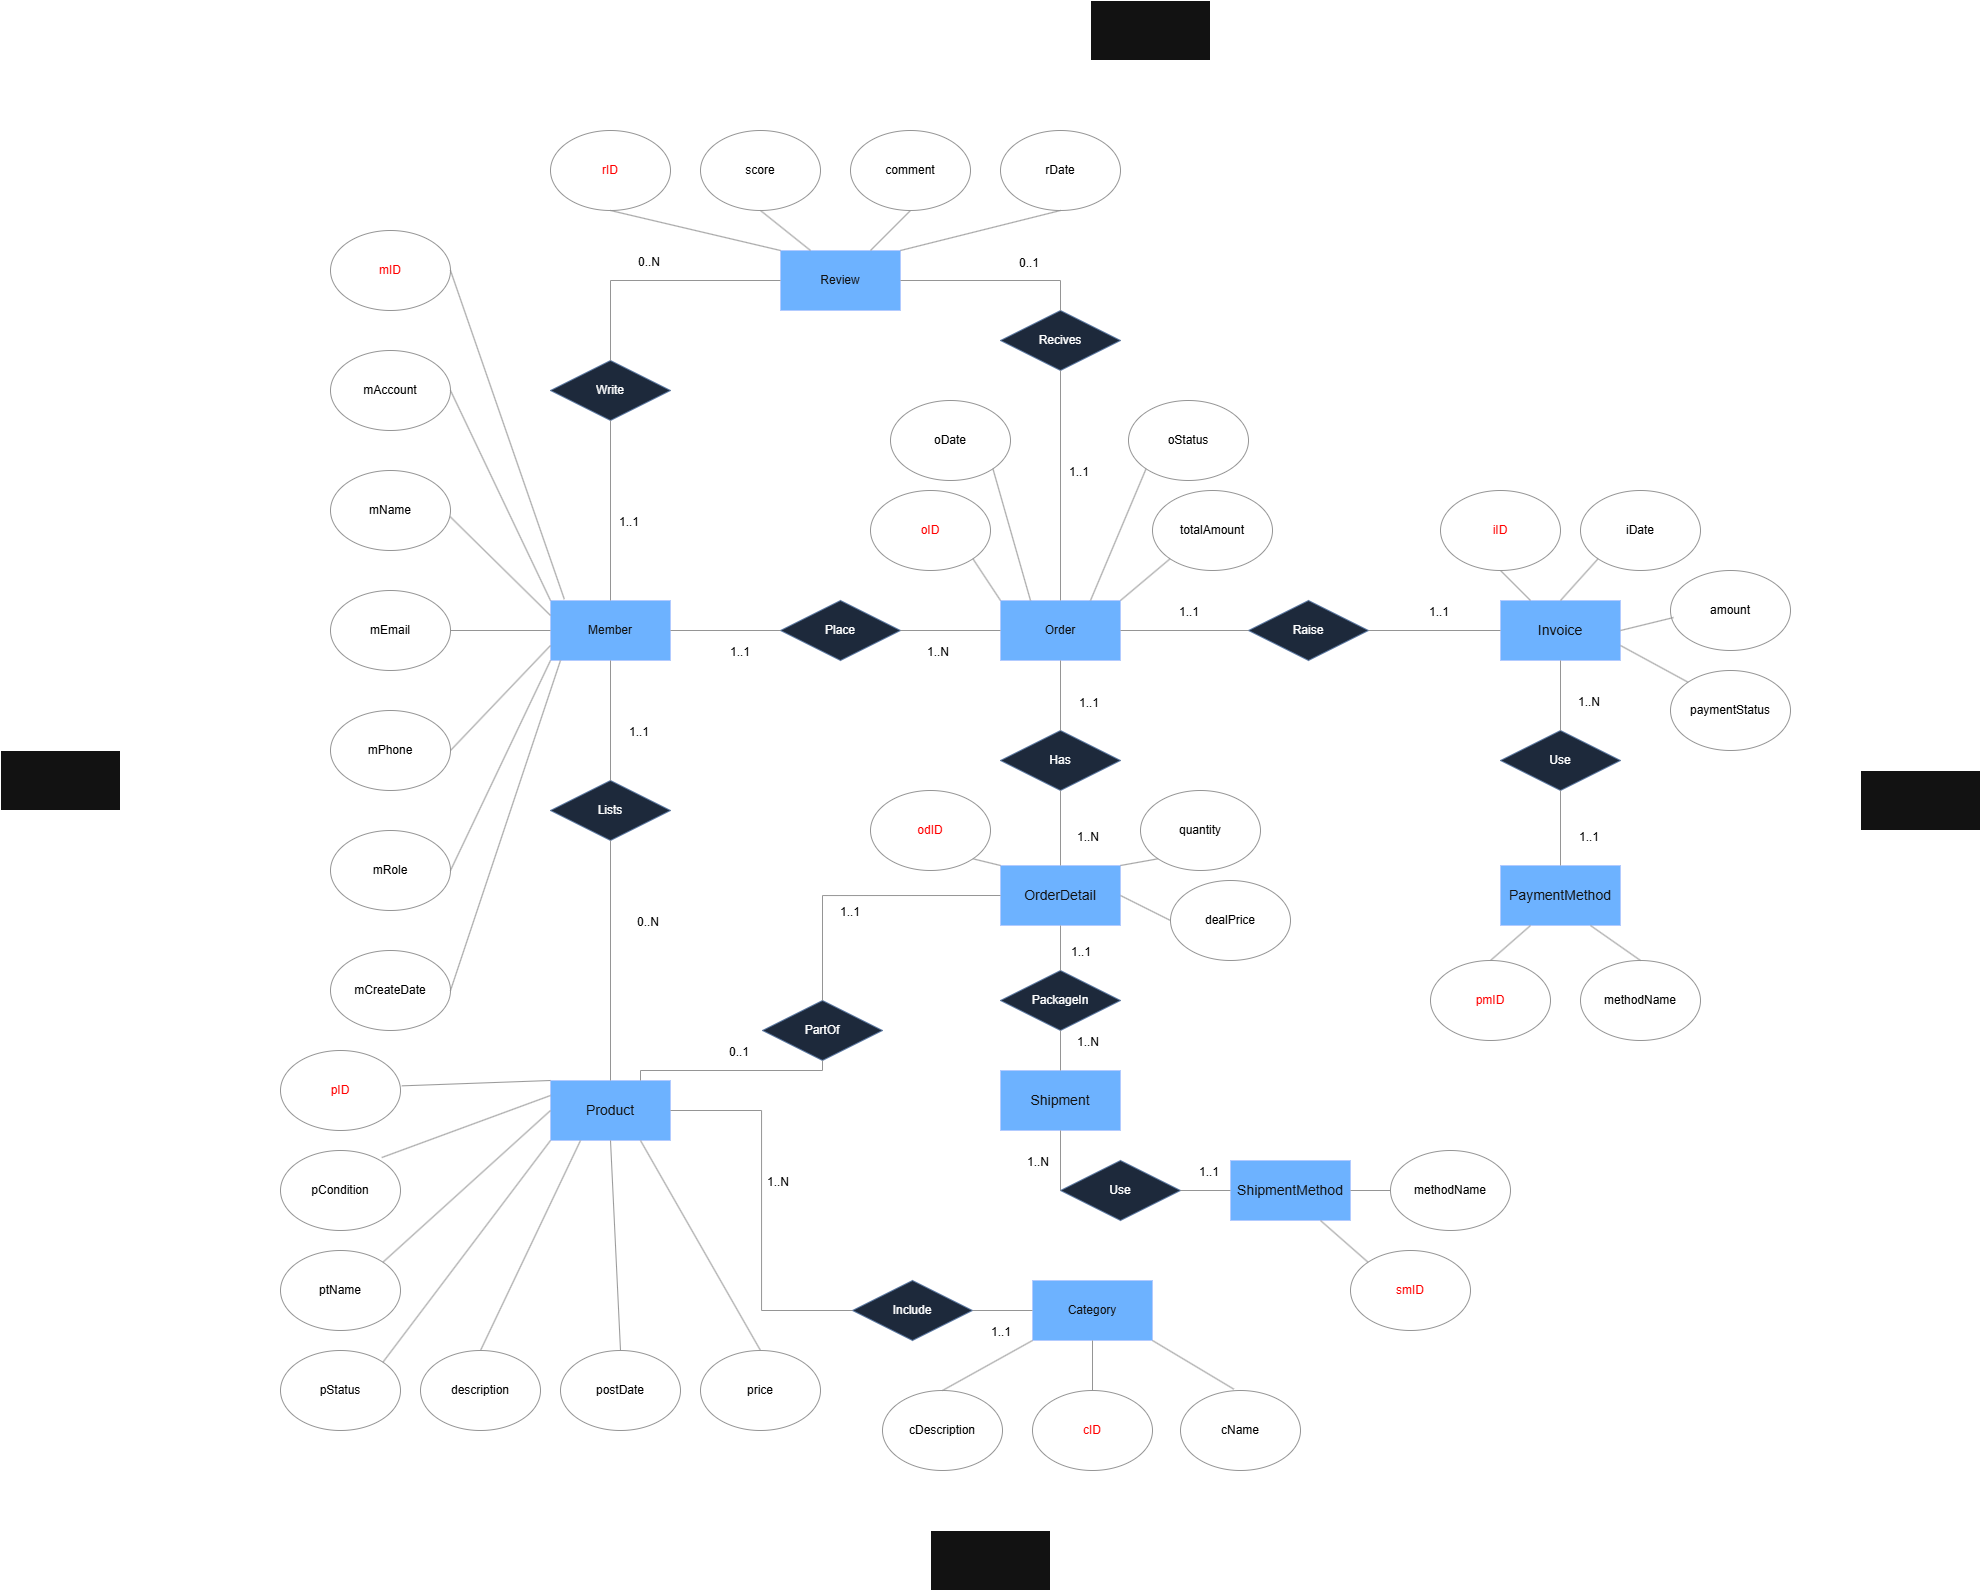 rID
score
comment
rDate
mID
0..N
0..1
Review
Recives
mAccount
Write
oDate
oStatus
1..1
mName
1..1
oID
totalAmount
iID
iDate
amount
1..1
1..1
mEmail
Member
Place
Order
Raise
Invoice
1..1
1..N
1..1
1..N
paymentStatus
1..1
mPhone
Has
Use
Lists
odID
quantity
1..N
1..1
mRole
OrderDetail
PaymentMethod
1..1
0..N
dealPrice
1..1
mCreateDate
PackageIn
pmID
methodName
PartOf
0..1
1..N
pID
Product
Shipment
1..N
1..N
1..1
pCondition
Use
ShipmentMethod
methodName
ptName
smID
Include
Category
1..1
pStatus
description
postDate
price
cDescription
cID
cName